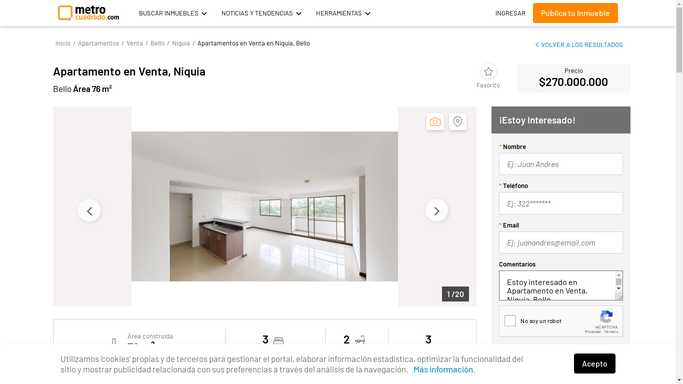 metro
cuadrado.com
BUSCAR INMUEBLES
NOTICIAS Y TENDENCIAS
HERRAMIENTAS
INGRESAR
Publica tu Inmueble
Inicio / Apartamentos / Venta / Bello / Niquia / Apartamentos en Venta en Niquia, Bello
VOLVER A LOS RESULTADOS
Apartamento en Venta, Niquia
Bello Área 76 m²
Favorito
Precio
$270.000.000
¡Estoy Interesado!
* Nombre
Ej: Juan Andres
* Teléfono
Ej: 322*******
* Email
Ej: juanandres@email.com
Comentarios
Estoy interesado en
Apartamento en Venta,
Niquia, Bello
1 / 20
No soy un robot
reCAPTCHA
Privacidad - Términos
Área construida
3
2
3
Utilizamos 'cookies' propias y de terceros para gestionar el portal, elaborar información estadística, optimizar la funcionalidad del
sitio y mostrar publicidad relacionada con sus preferencias a través del análisis de la navegación. Más información.
Acepto